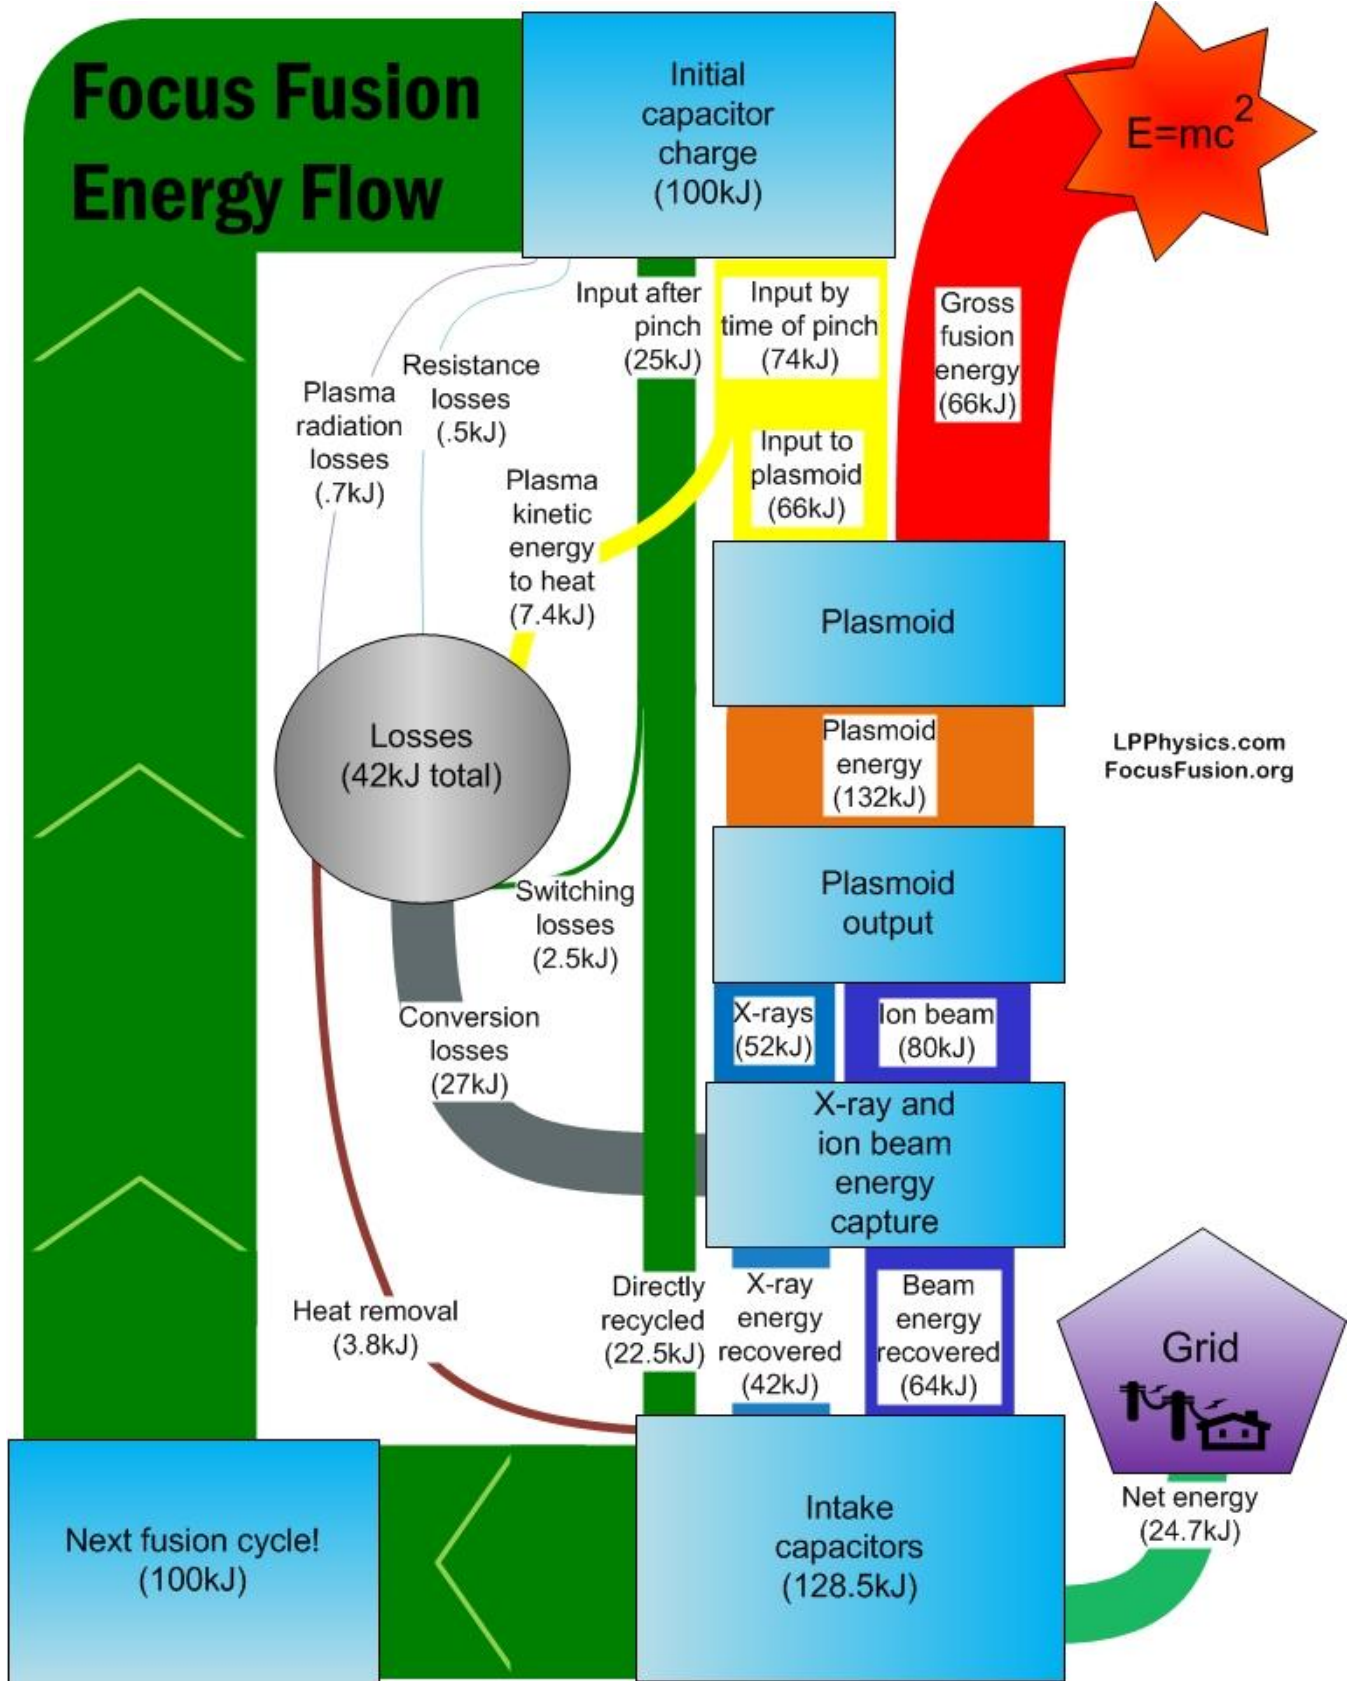 Focus Fusion
Energy Flow
Initial
capacitor
charge
(100kJ)
E=mc²
Input after
pinch
(25kJ)
Input by
time of pinch
(74kJ)
Gross
fusion
energy
(66kJ)
Resistance
losses
(.5kJ)
Plasma
radiation
losses
(.7kJ)
Input to
plasmoid
(66kJ)
Plasma
kinetic
energy
to heat
(7.4kJ)
Plasmoid
Losses
(42kJ total)
Plasmoid
energy
(132kJ)
LPPhysics.com
FocusFusion.org
Plasmoid
output
Switching
losses
(2.5kJ)
X-rays
(52kJ)
Ion beam
(80kJ)
Conversion
losses
(27kJ)
X-ray and
ion beam
energy
capture
Heat removal
(3.8kJ)
Directly
recycled
(22.5kJ)
X-ray
energy
recovered
(42kJ)
Beam
energy
recovered
(64kJ)
Grid
Net energy
(24.7kJ)
Next fusion cycle!
(100kJ)
Intake
capacitors
(128.5kJ)